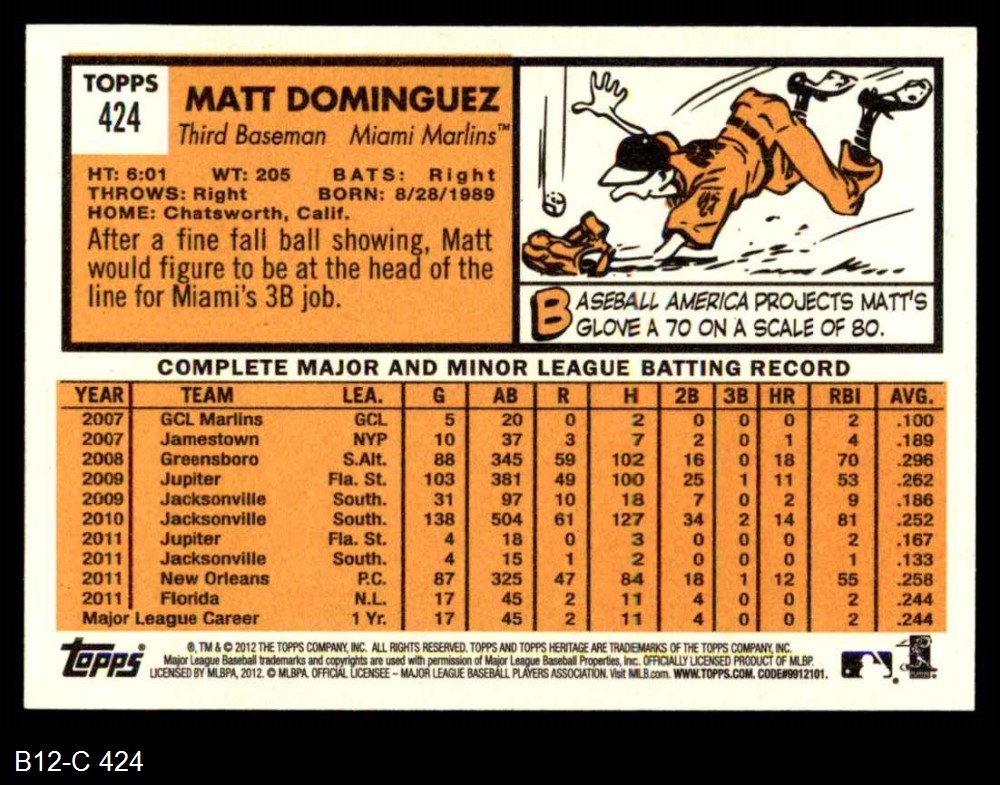 TOPPS
424
MATT DOMINGUEZ
Third Baseman Miami Marlins™
HT: 6:01 WT: 205 BATS: Right
THROWS: Right BORN: 8/28/1989
HOME: Chatsworth, Calif.
After a fine fall ball showing, Matt
would figure to be at the head of the
line for Miami's 3B job.
BASEBALL AMERICA PROJECTS MATT'S
GLOVE A 70 ON A SCALE OF 80.
COMPLETE MAJOR AND MINOR LEAGUE BATTING RECORD
YEAR TEAM LEA. G AB R H 2B 3B HR RBI AVG.
2007 GCL Marlins GCL 5 20 0 2 0 0 0 2 .100
2007 Jamestown NYP 10 37 3 7 2 0 1 4 .189
2008 Greensboro S.Alt. 88 345 59 102 16 0 18 70 .296
2009 Jupiter Fla. St. 103 381 49 100 25 1 11 53 .262
2009 Jacksonville South. 31 97 10 18 7 0 2 9 .186
2010 Jacksonville South. 138 504 61 127 34 2 14 81 .252
2011 Jupiter Fla. St. 4 18 0 3 0 0 0 2 .167
2011 Jacksonville South. 4 15 1 2 0 0 0 1 .133
2011 New Orleans P.C. 87 325 47 84 18 1 12 55 .258
2011 Florida N.L. 17 45 2 11 4 0 0 2 .244
Major League Career 1 Yr. 17 45 2 11 4 0 0 2 .244
Topps
®, TM & © 2012 THE TOPPS COMPANY, INC. ALL RIGHTS RESERVED. TOPPS AND TOPPS HERITAGE ARE TRADEMARKS OF THE TOPPS COMPANY, INC.
Major League Baseball trademarks and copyrights are used with permission of Major League Baseball Properties, Inc. OFFICIALLY LICENSED PRODUCT OF MLBP.
LICENSED BY MLBPA, 2012. © MLBPA. OFFICIAL LICENSEE – MAJOR LEAGUE BASEBALL PLAYERS ASSOCIATION. Visit MLB.com. WWW.TOPPS.COM. CODE#9912101.
B12-C 424